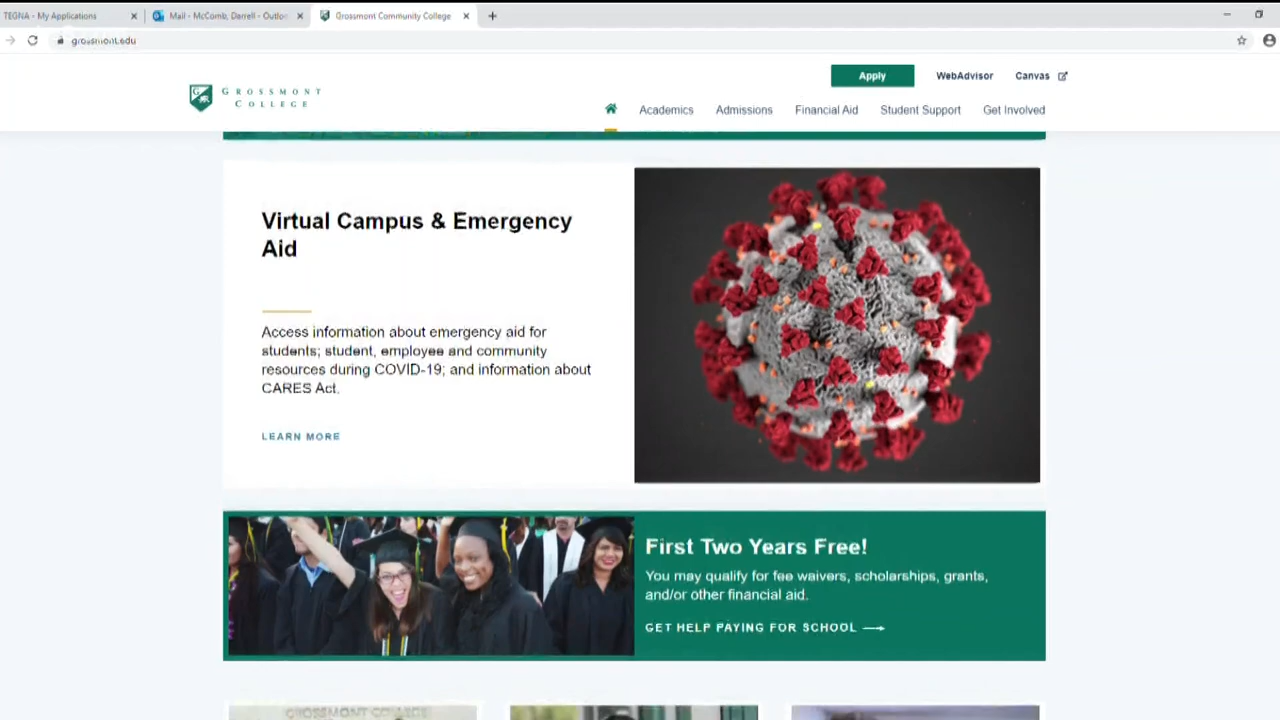 TEGNA - My Applications
Mail - McComb, Darrell - Outlo
Grossmont Community College
grossmont.edu
Apply
WebAdvisor
Canvas
GROSSMONT
COLLEGE
Academics
Admissions
Financial Aid
Student Support
Get Involved
Virtual Campus & Emergency
Aid
Access information about emergency aid for
students; student, employee and community
resources during COVID-19; and information about
CARES Act.
LEARN MORE
First Two Years Free!
You may qualify for fee waivers, scholarships, grants,
and/or other financial aid.
GET HELP PAYING FOR SCHOOL
GROSSMONT COLLEGE